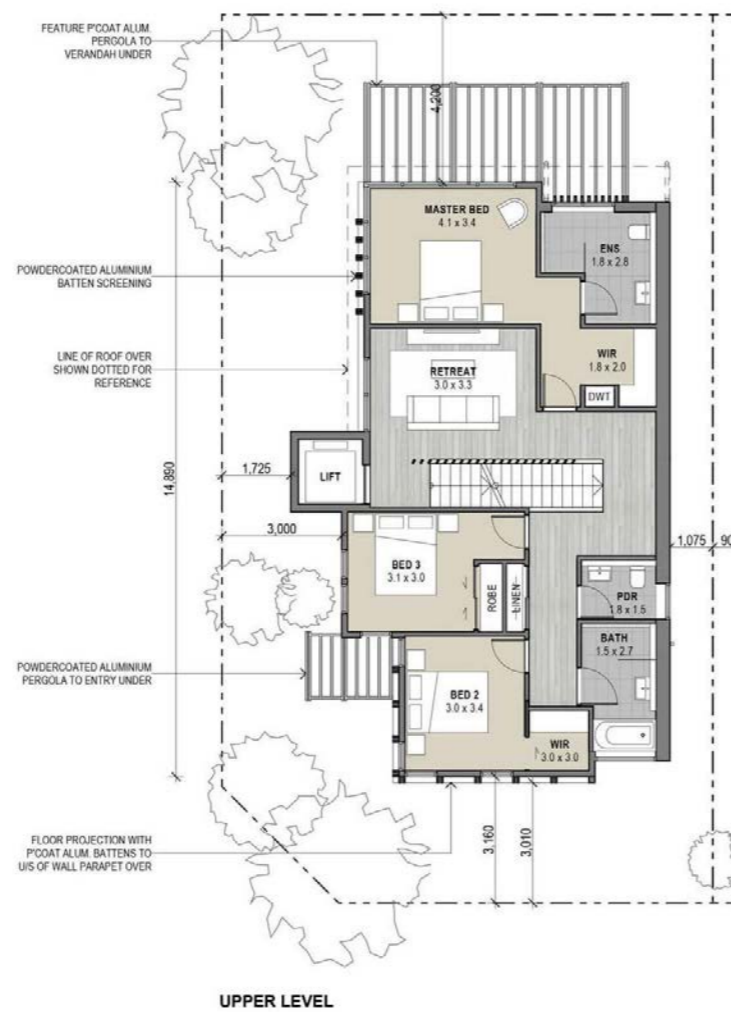 FEATURE P'COAT ALUM.
PERGOLA TO
VERANDAH UNDER
4,200
MASTER BED
4.1 x 3.4
ENS
1.8 x 2.8
POWDERCOATED ALUMINIUM
BATTEN SCREENING
LINE OF ROOF OVER
SHOWN DOTTED FOR
REFERENCE
RETREAT
3.0 x 3.3
WIR
1.8 x 2.0
DWT
14,890
1,725
LIFT
3,000
1,075
90
BED 3
3.1 x 3.0
ROBE
LINEN
PDR
1.8 x 1.5
BATH
1.5 x 2.7
POWDERCOATED ALUMINIUM
PERGOLA TO ENTRY UNDER
BED 2
3.0 x 3.4
WIR
3.0 x 3.0
FLOOR PROJECTION WITH
P'COAT ALUM. BATTENS TO
U/S OF WALL PARAPET OVER
3,160
3,010
UPPER LEVEL